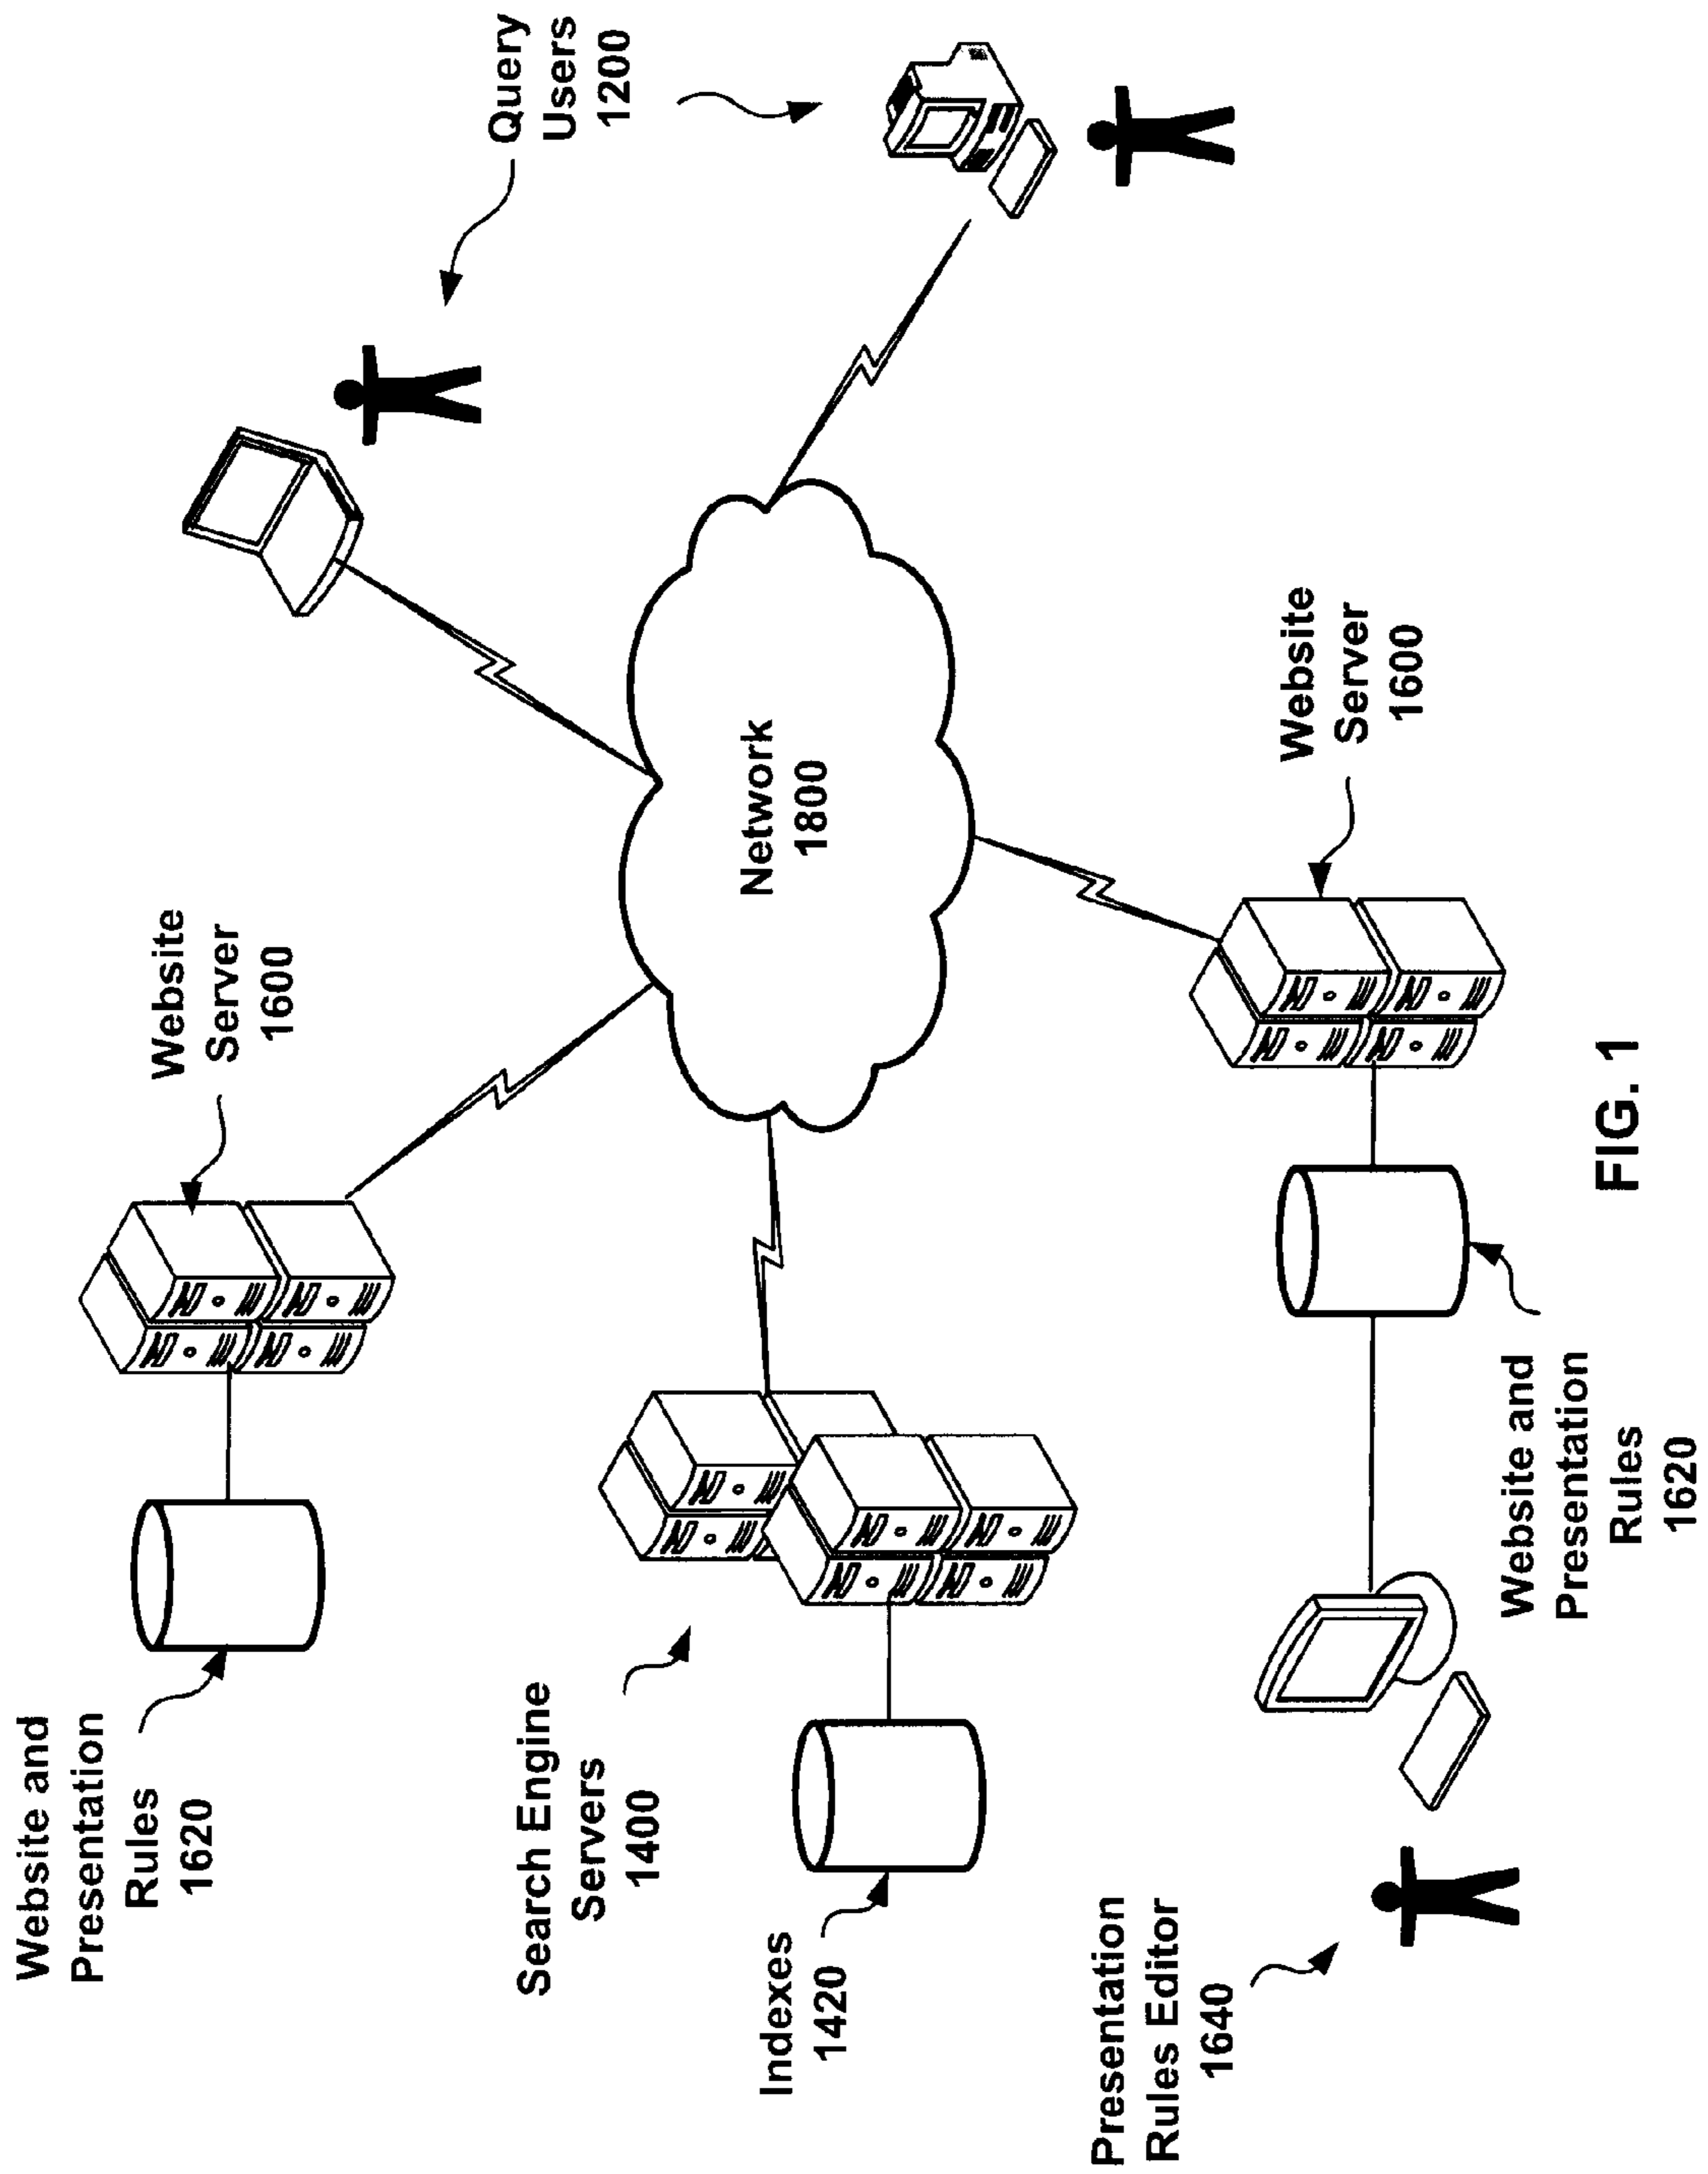 Website and
Presentation
Rules
1620
Website
Server
1600
Query
Users
1200
Search Engine
Servers
1400
Network
1800
Indexes
1420
Presentation
Rules Editor
1640
Website and
Presentation
Rules
1620
Website
Server
1600
FIG. 1